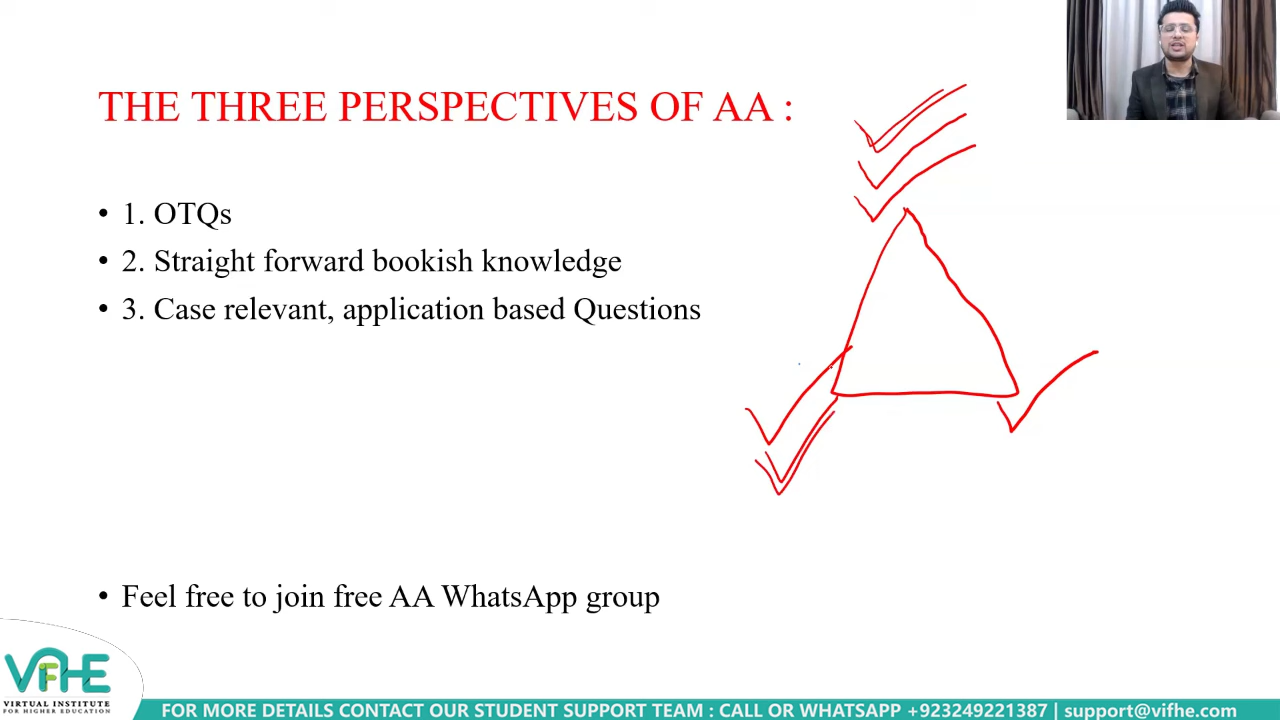 THE THREE PERSPECTIVES OF AA :
• 1. OTQs
• 2. Straight forward bookish knowledge
• 3. Case relevant, application based Questions
• Feel free to join free AA WhatsApp group
VIFHE
VIRTUAL INSTITUTE
FOR HIGHER EDUCATION
FOR MORE DETAILS CONTACT OUR STUDENT SUPPORT TEAM : CALL OR WHATSAPP +923249221387 | support@vifhe.com